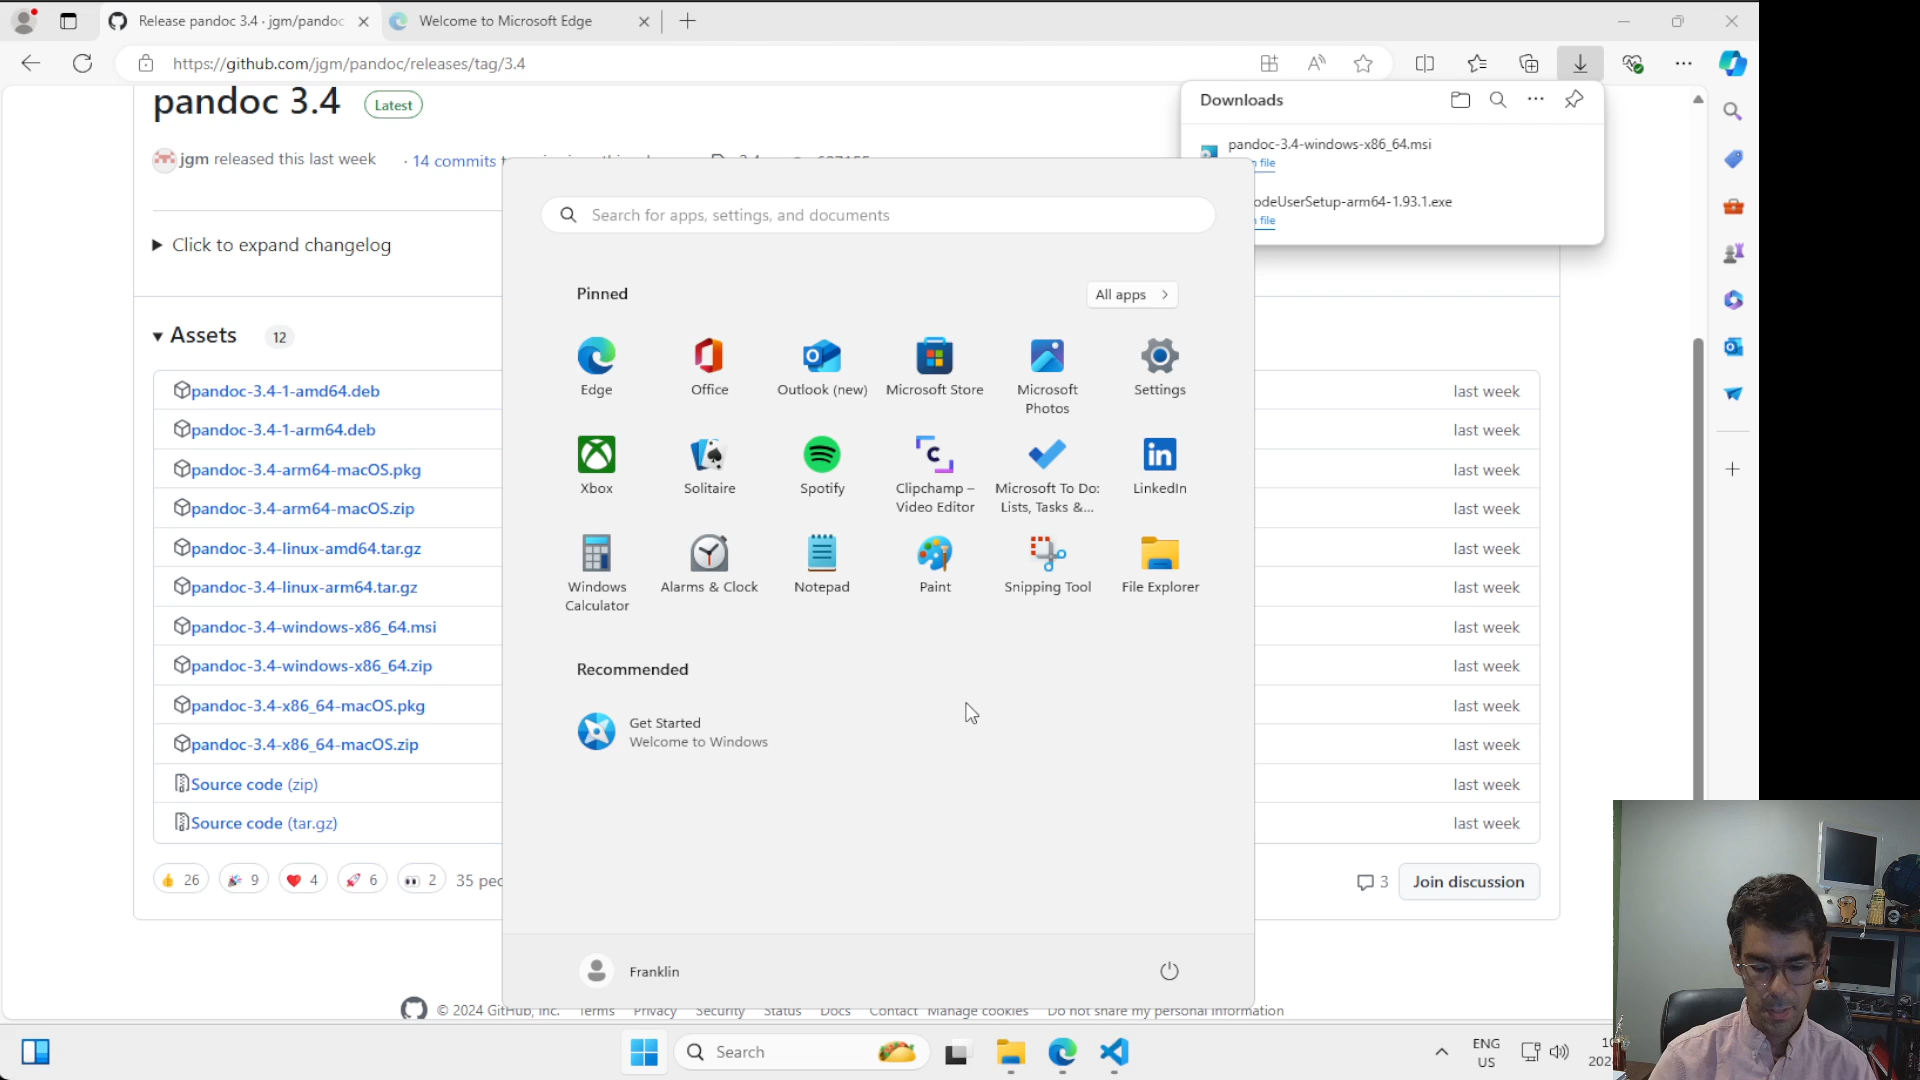 Release pandoc 3.4 · jgm/pandoc
Welcome to Microsoft Edge
https://github.com/jgm/pandoc/releases/tag/3.4
pandoc 3.4
Latest
jgm released this last week
· 14 commits
Click to expand changelog
Assets 12
pandoc-3.4-1-amd64.deb
last week
pandoc-3.4-1-arm64.deb
last week
pandoc-3.4-arm64-macOS.pkg
last week
pandoc-3.4-arm64-macOS.zip
last week
pandoc-3.4-linux-amd64.tar.gz
last week
pandoc-3.4-linux-arm64.tar.gz
last week
pandoc-3.4-windows-x86_64.msi
last week
pandoc-3.4-windows-x86_64.zip
last week
pandoc-3.4-x86_64-macOS.pkg
last week
pandoc-3.4-x86_64-macOS.zip
last week
Source code (zip)
last week
Source code (tar.gz)
last week
26
9
4
6
2
35 peo
3
Join discussion
© 2024 GitHub, Inc. Terms Privacy Security Status Docs Contact Manage cookies Do not share my personal information
Downloads
pandoc-3.4-windows-x86_64.msi
file
odeUserSetup-arm64-1.93.1.exe
file
Search for apps, settings, and documents
Pinned
All apps
Edge
Office
Outlook (new)
Microsoft Store
Microsoft
Photos
Settings
Xbox
Solitaire
Spotify
Clipchamp –
Video Editor
Microsoft To Do:
Lists, Tasks &...
LinkedIn
Windows
Calculator
Alarms & Clock
Notepad
Paint
Snipping Tool
File Explorer
Recommended
Get Started
Welcome to Windows
Franklin
Search
ENG
US
10
202